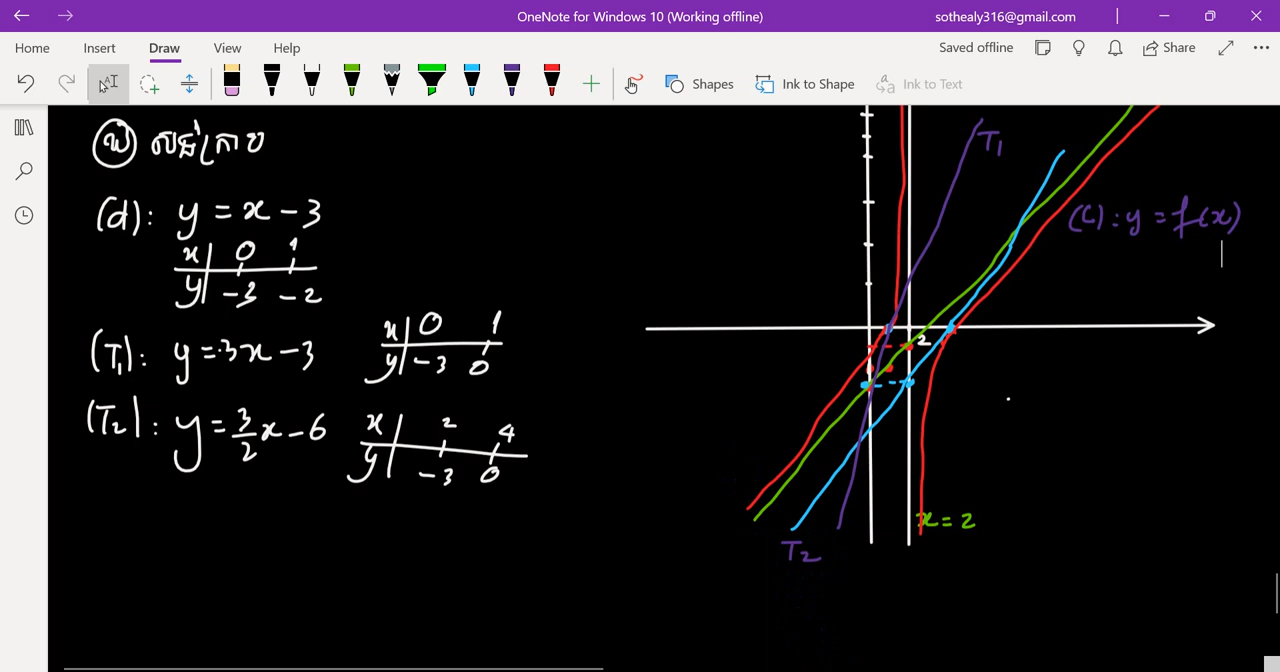 OneNote for Windows 10 (Working offline)
sothealy316@gmail.com
Home Insert Draw View Help
Saved offline Share
Shapes Ink to Shape Ink to Text
ឃ សង់ក្រាប
(d): y = x - 3
x 0 1
y -3 -2
(T₁): y = 3x - 3
x 0 1
y -3 0
(T₂): y = 3/2 x - 6
x 2 4
y -3 0
T₁
(C): y = f(x)
2
x = 2
T₂